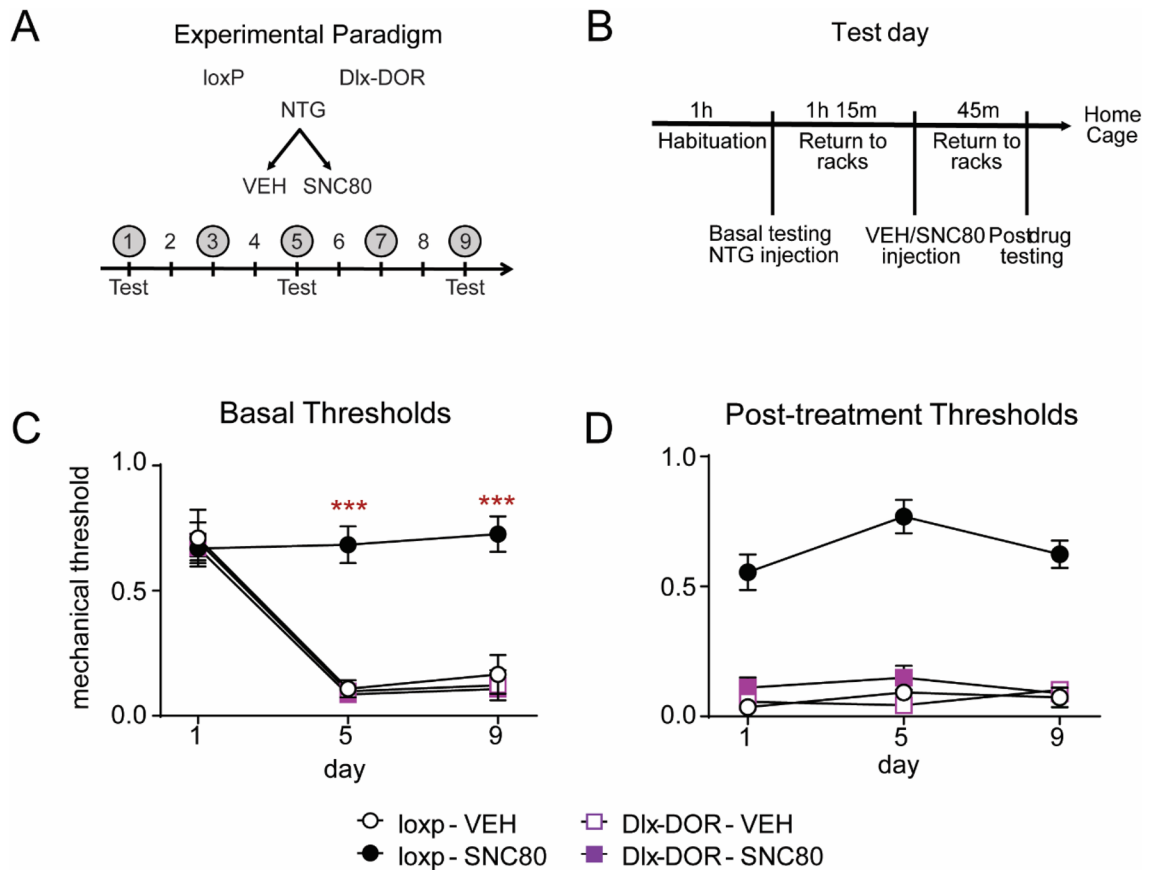 A
Experimental Paradigm
loxP Dlx-DOR
NTG
VEH SNC80
1 2 3 4 5 6 7 8 9
Test Test Test
B
Test day
1h 1h 15m 45m Home
Cage
Habituation Return to Return to
racks racks
Basal testing VEH/SNC80 Postdrug
NTG injection injection testing
C
Basal Thresholds
mechanical threshold
1.0
0.5
0.0
*** ***
1 5 9
day
D
Post-treatment Thresholds
1.0
0.5
0.0
1 5 9
day
loxp - VEH Dlx-DOR - VEH
loxp - SNC80 Dlx-DOR - SNC80